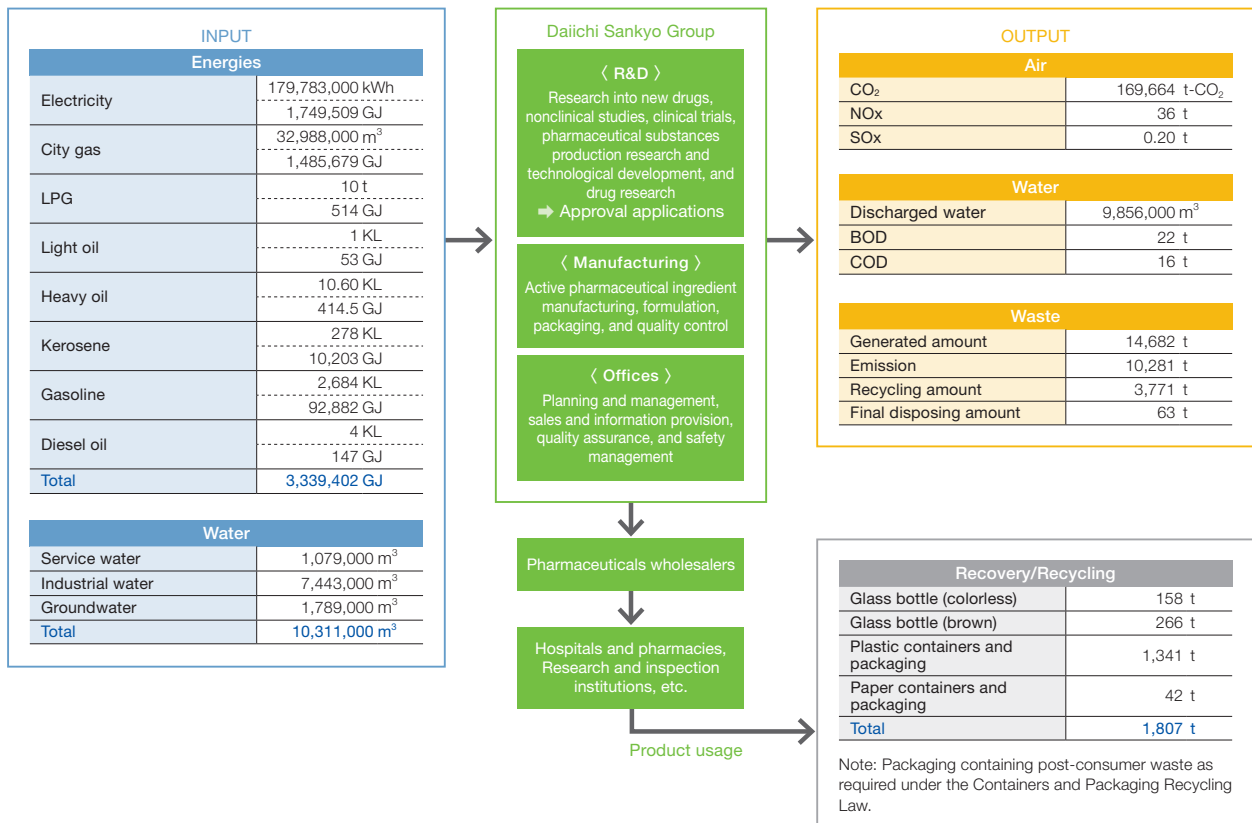 INPUT
Energies
Electricity
179,783,000 kWh
1,749,509 GJ
City gas
32,988,000 m³
1,485,679 GJ
LPG
10 t
514 GJ
Light oil
1 KL
53 GJ
Heavy oil
10.60 KL
414.5 GJ
Kerosene
278 KL
10,203 GJ
Gasoline
2,684 KL
92,882 GJ
Diesel oil
4 KL
147 GJ
Total 3,339,402 GJ
Water
Service water 1,079,000 m³
Industrial water 7,443,000 m³
Groundwater 1,789,000 m³
Total 10,311,000 m³
Daiichi Sankyo Group
〈 R&D 〉
Research into new drugs,
nonclinical studies, clinical trials,
pharmaceutical substances
production research and
technological development, and
drug research
➡ Approval applications
〈 Manufacturing 〉
Active pharmaceutical ingredient
manufacturing, formulation,
packaging, and quality control
〈 Offices 〉
Planning and management,
sales and information provision,
quality assurance, and safety
management
Pharmaceuticals wholesalers
Hospitals and pharmacies,
Research and inspection
institutions, etc.
Product usage
OUTPUT
Air
CO₂ 169,664 t-CO₂
NOx 36 t
SOx 0.20 t
Water
Discharged water 9,856,000 m³
BOD 22 t
COD 16 t
Waste
Generated amount 14,682 t
Emission 10,281 t
Recycling amount 3,771 t
Final disposing amount 63 t
Recovery/Recycling
Glass bottle (colorless) 158 t
Glass bottle (brown) 266 t
Plastic containers and
packaging 1,341 t
Paper containers and
packaging 42 t
Total 1,807 t
Note: Packaging containing post-consumer waste as
required under the Containers and Packaging Recycling
Law.